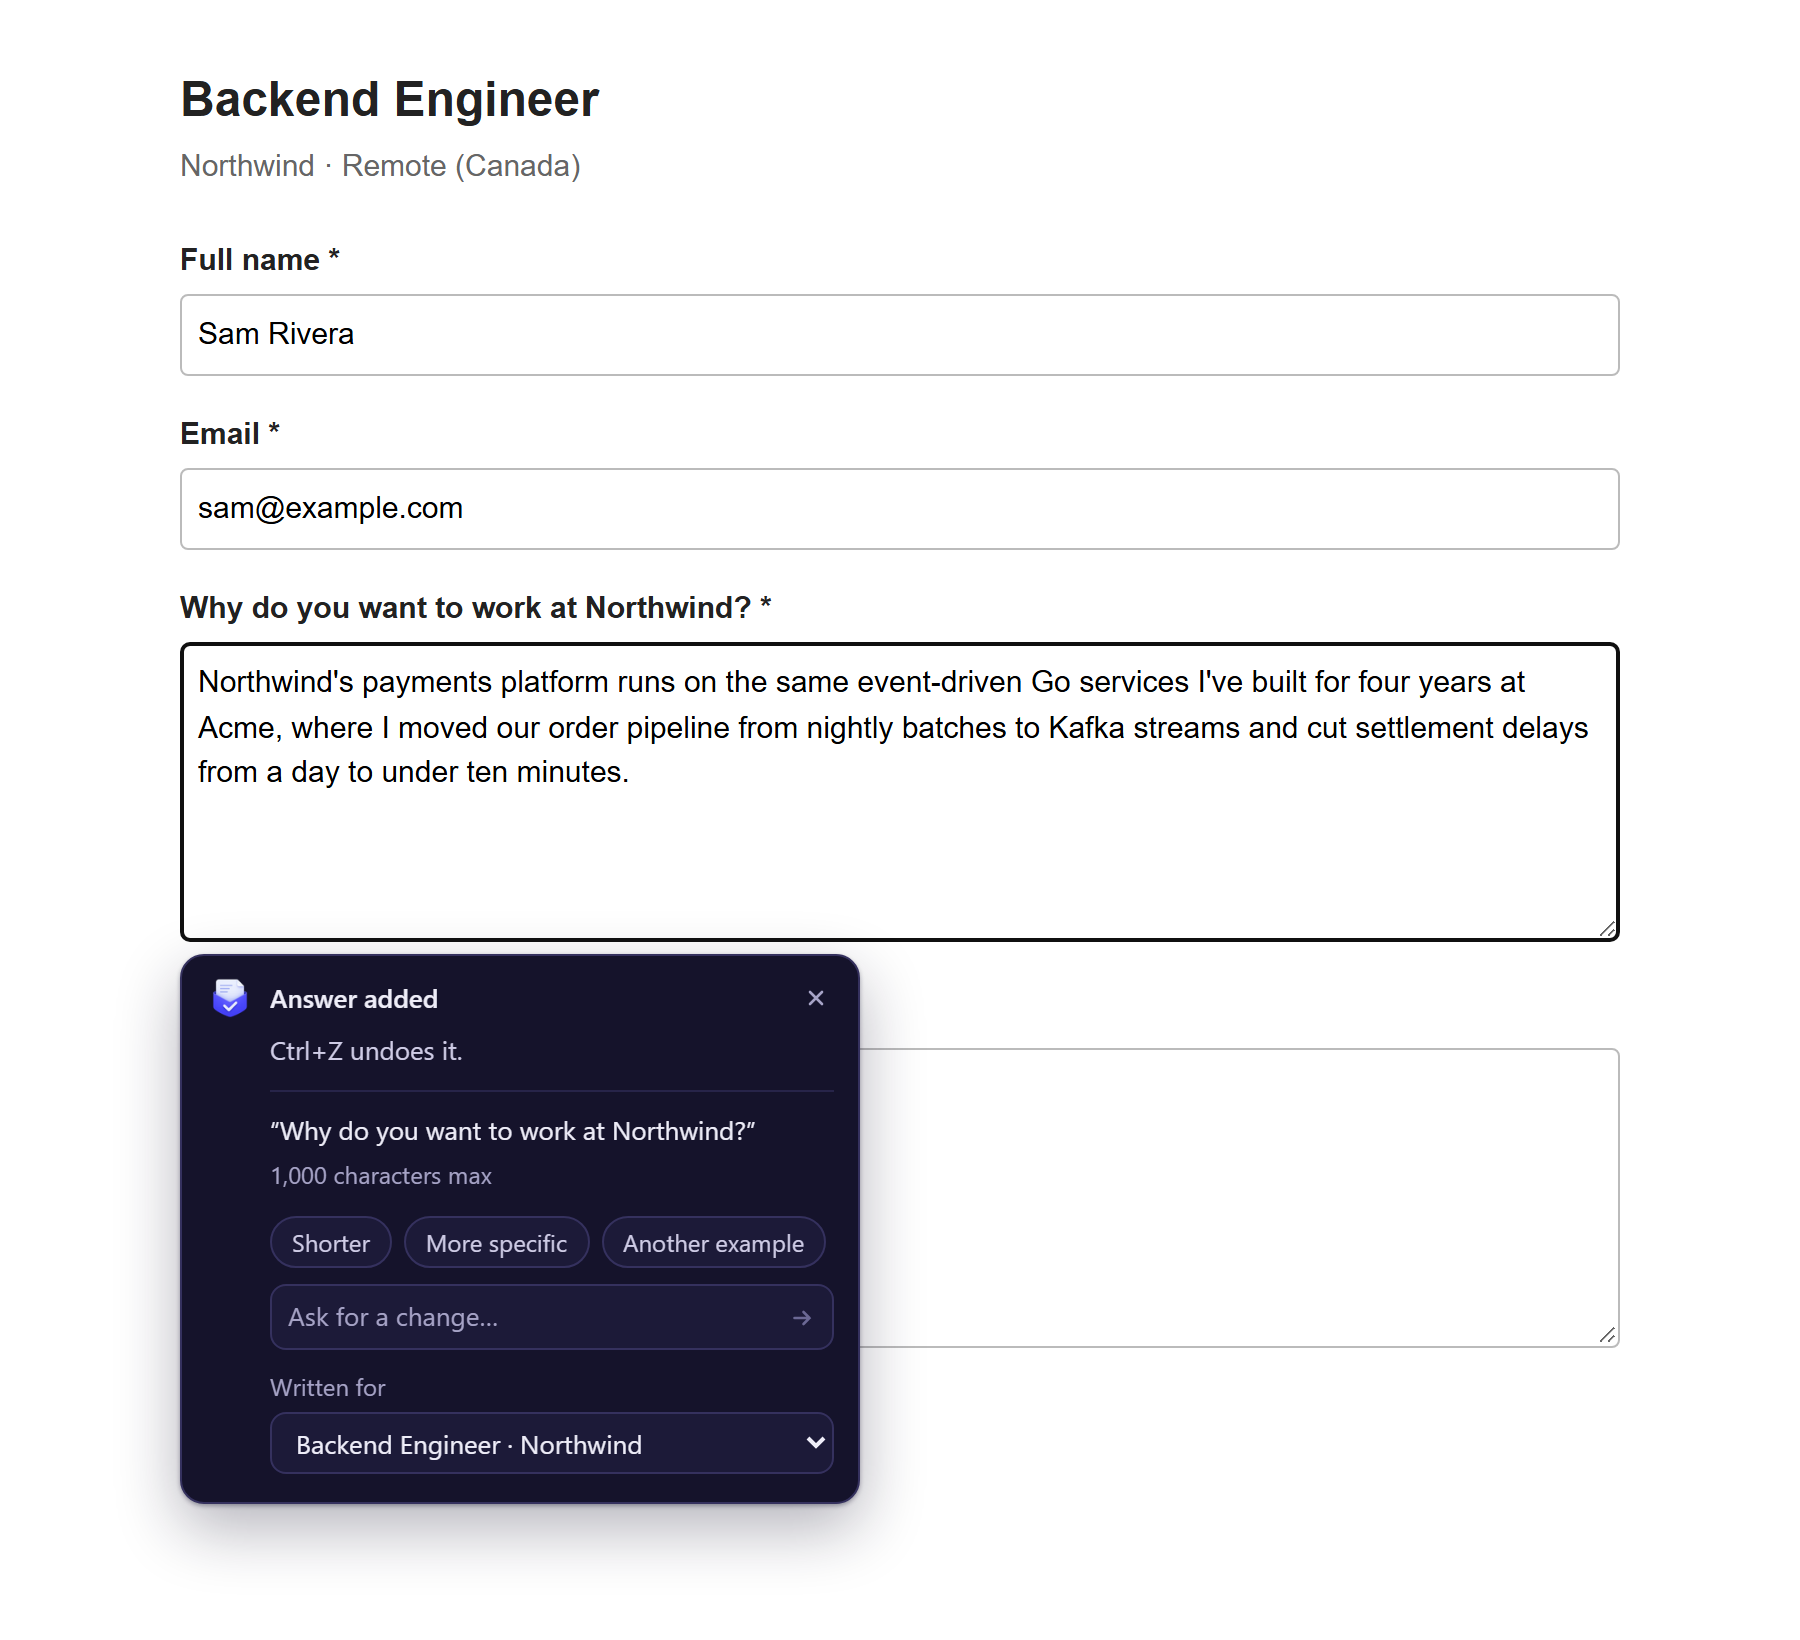 Backend Engineer
Northwind · Remote (Canada)
Full name *
Sam Rivera
Email *
sam@example.com
Why do you want to work at Northwind? *
Northwind's payments platform runs on the same event-driven Go services I've built for four years at
Acme, where I moved our order pipeline from nightly batches to Kafka streams and cut settlement delays
from a day to under ten minutes.
Answer added
Ctrl+Z undoes it.
“Why do you want to work at Northwind?”
1,000 characters max
Shorter
More specific
Another example
Ask for a change...
Written for
Backend Engineer · Northwind